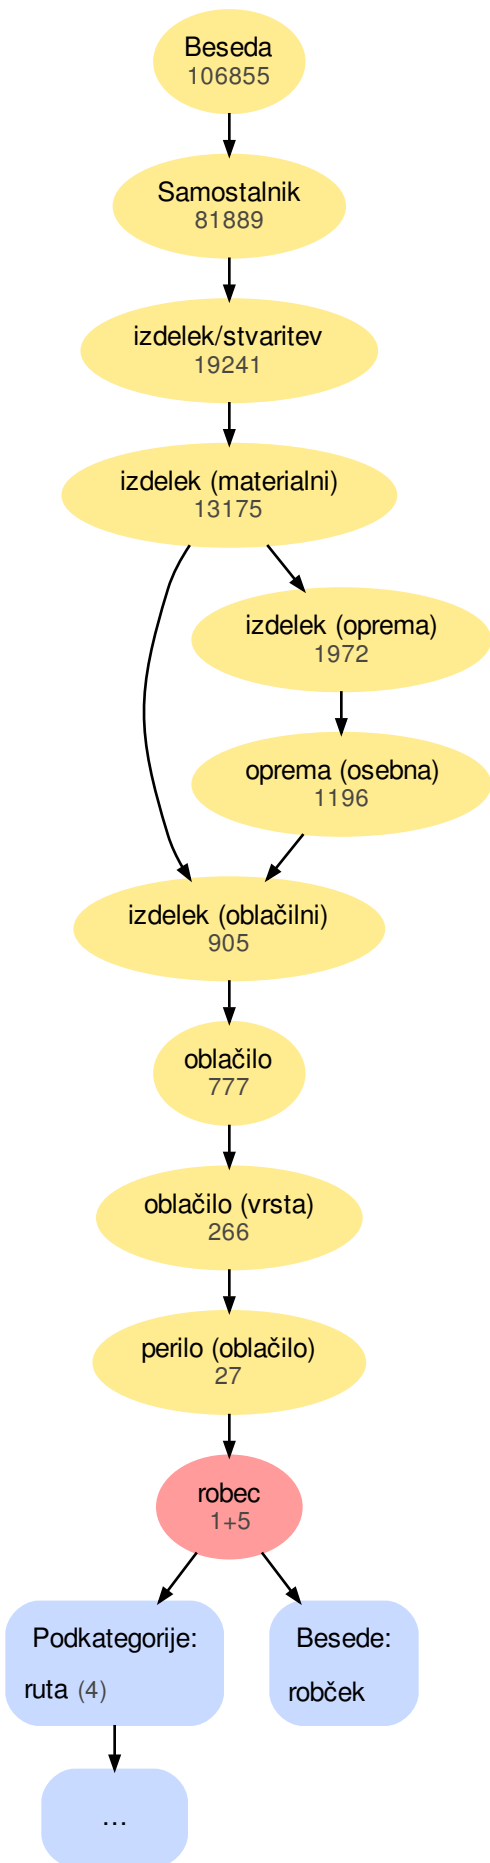 Beseda
106855
Samostalnik
81889
izdelek/stvaritev
19241
izdelek (materialni)
13175
izdelek (oprema)
1972
oprema (osebna)
1196
izdelek (oblačilni)
905
oblačilo
777
oblačilo (vrsta)
266
perilo (oblačilo)
27
robec
1+5
Podkategorije:
ruta (4)
Besede:
robček
...